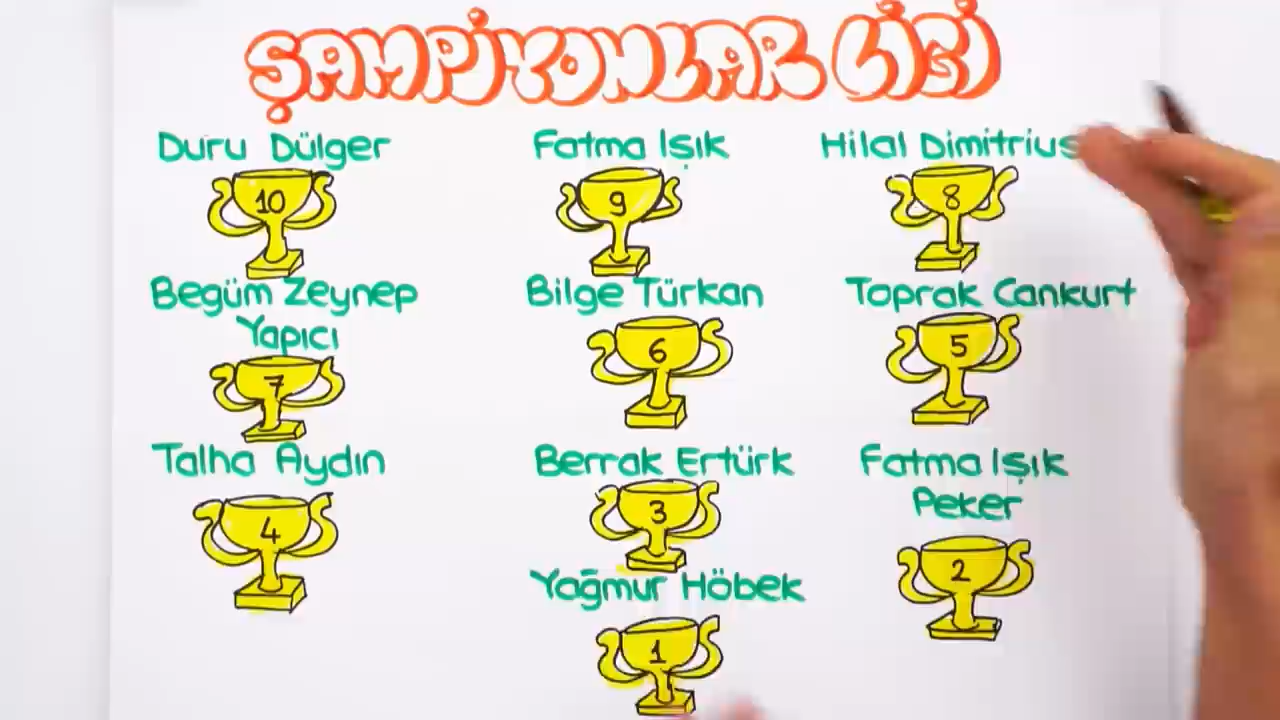 ŞAMPİYONLAR LİGİ
Duru Dülger
Fatma Işık
Hilal Dimitrius
10
9
8
Begüm Zeynep
Yapıcı
Bilge Türkan
Toprak Cankurt
7
6
5
Talha Aydın
Berrak Ertürk
Fatma Işık
Peker
4
3
2
Yağmur Höbek
1